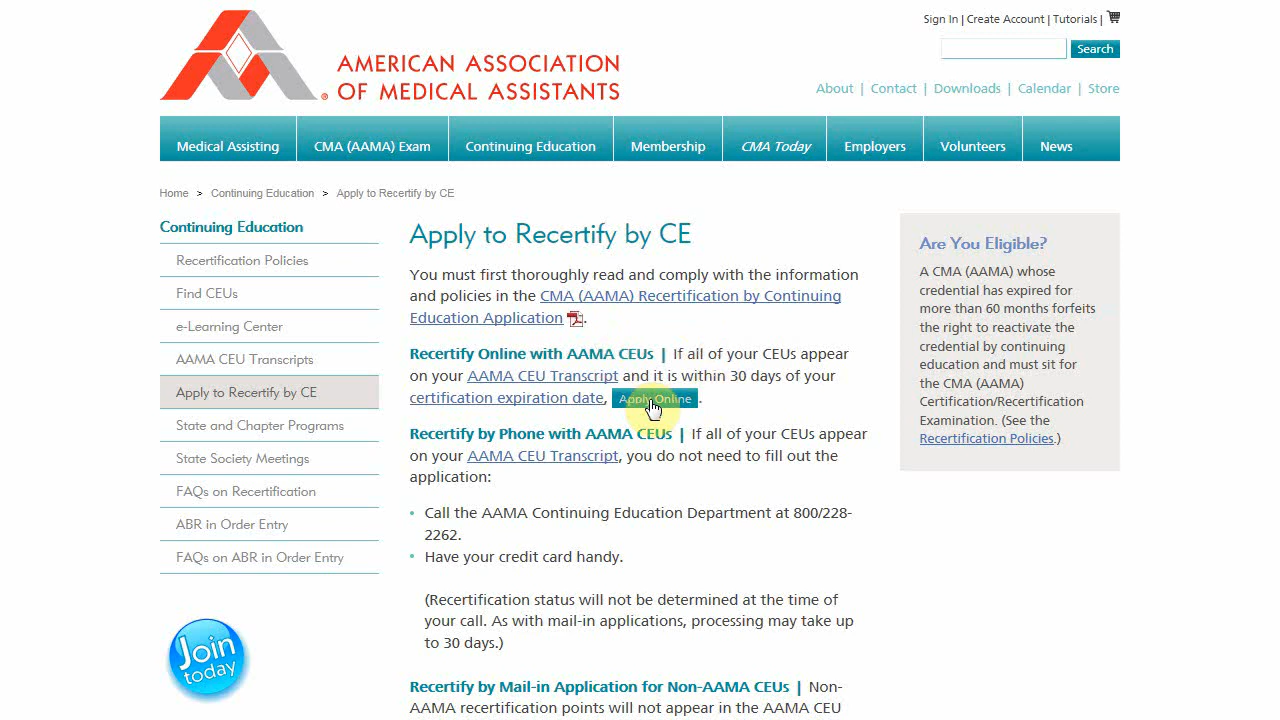 Sign In | Create Account | Tutorials |
Search
AMERICAN ASSOCIATION
OF MEDICAL ASSISTANTS
®
About | Contact | Downloads | Calendar | Store
Medical Assisting
CMA (AAMA) Exam
Continuing Education
Membership
CMA Today
Employers
Volunteers
News
Home > Continuing Education > Apply to Recertify by CE
Continuing Education
Recertification Policies
Find CEUs
e-Learning Center
AAMA CEU Transcripts
Apply to Recertify by CE
State and Chapter Programs
State Society Meetings
FAQs on Recertification
ABR in Order Entry
FAQs on ABR in Order Entry
Join
today
Apply to Recertify by CE
You must first thoroughly read and comply with the information
and policies in the CMA (AAMA) Recertification by Continuing
Education Application .
Recertify Online with AAMA CEUs | If all of your CEUs appear
on your AAMA CEU Transcript and it is within 30 days of your
certification expiration date, Apply Online .
Recertify by Phone with AAMA CEUs | If all of your CEUs appear
on your AAMA CEU Transcript, you do not need to fill out the
application:
• Call the AAMA Continuing Education Department at 800/228-
2262.
• Have your credit card handy.
(Recertification status will not be determined at the time of
your call. As with mail-in applications, processing may take up
to 30 days.)
Recertify by Mail-in Application for Non-AAMA CEUs | Non-
AAMA recertification points will not appear in the AAMA CEU
Are You Eligible?
A CMA (AAMA) whose
credential has expired for
more than 60 months forfeits
the right to reactivate the
credential by continuing
education and must sit for
the CMA (AAMA)
Certification/Recertification
Examination. (See the
Recertification Policies.)